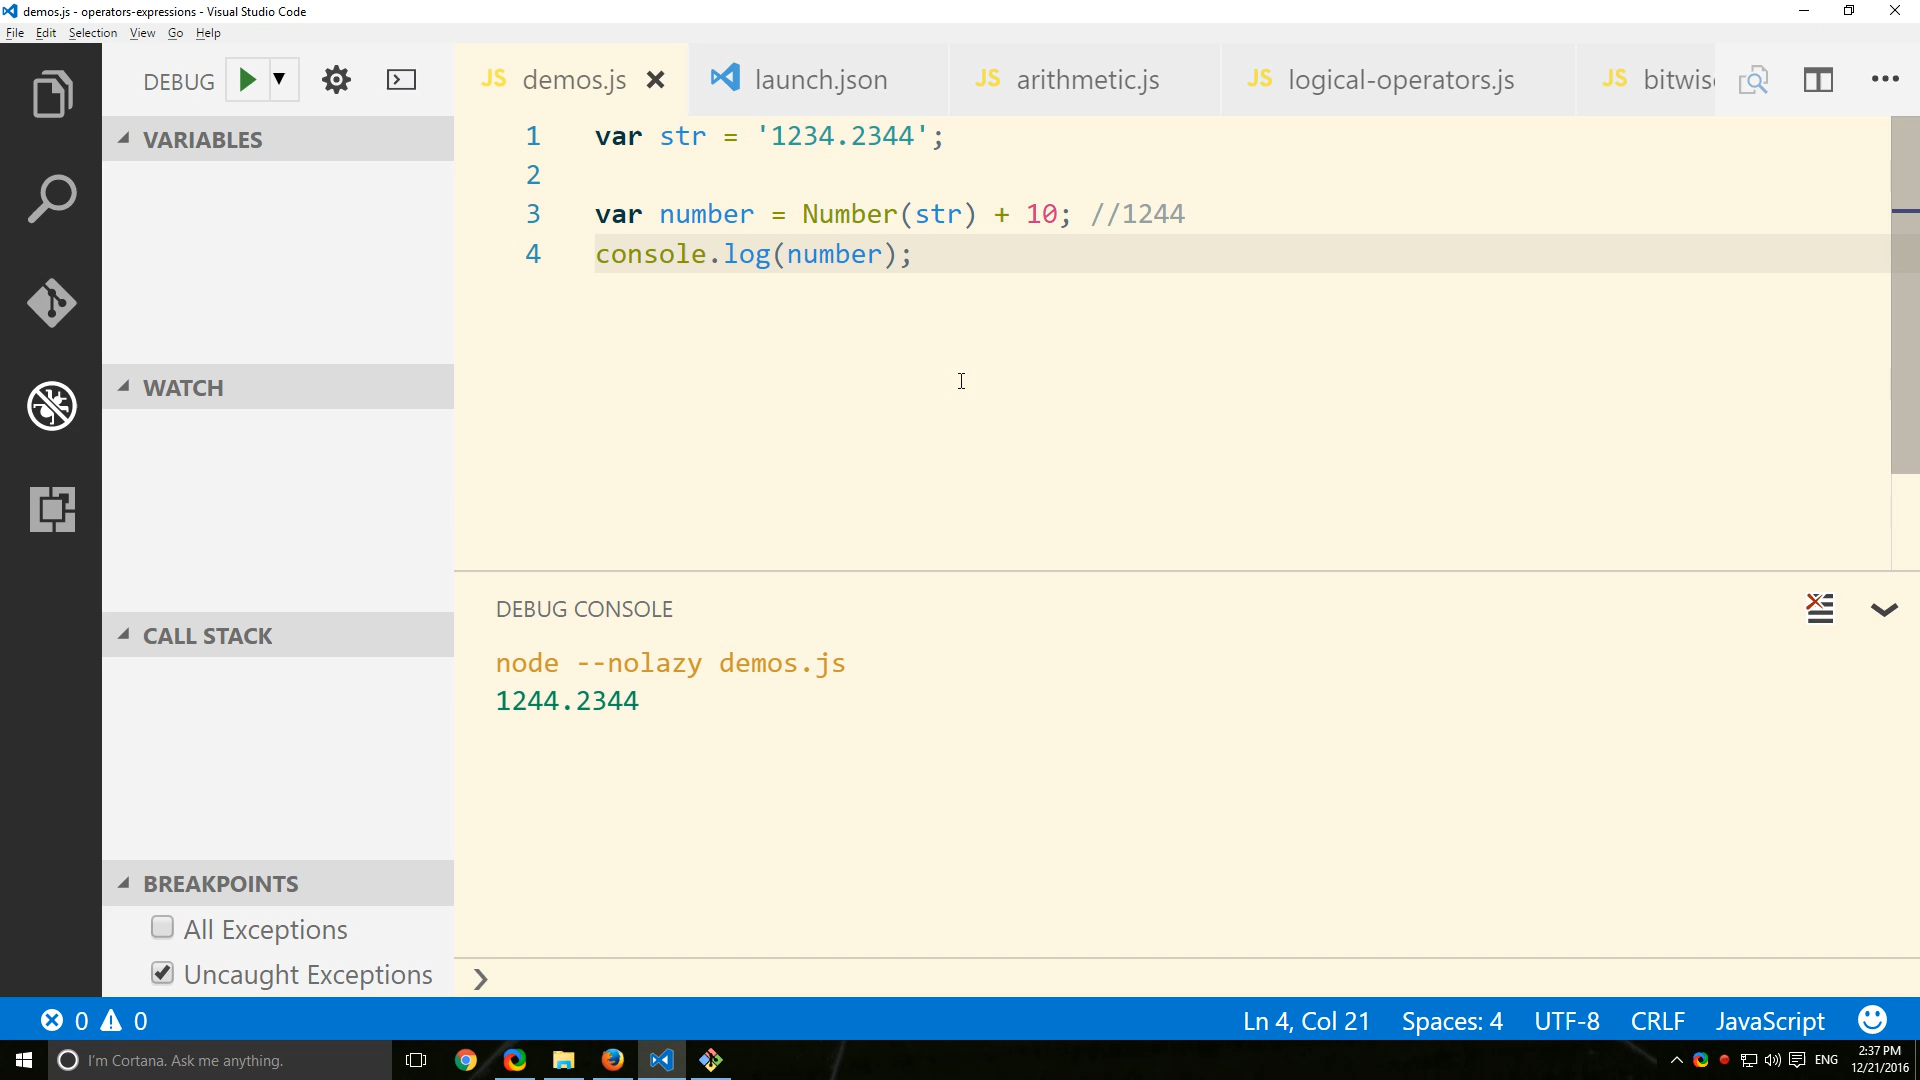 demos.js - operators-expressions - Visual Studio Code
File Edit Selection View Go Help
DEBUG
JS demos.js
launch.json
JS arithmetic.js
JS logical-operators.js
JS bitwis
VARIABLES
WATCH
CALL STACK
BREAKPOINTS
All Exceptions
Uncaught Exceptions
1 var str = '1234.2344';
2
3 var number = Number(str) + 10; //1244
4 console.log(number);
DEBUG CONSOLE
node --nolazy demos.js
1244.2344
0 0
Ln 4, Col 21 Spaces: 4 UTF-8 CRLF JavaScript
I'm Cortana. Ask me anything.
ENG
2:37 PM
12/21/2016